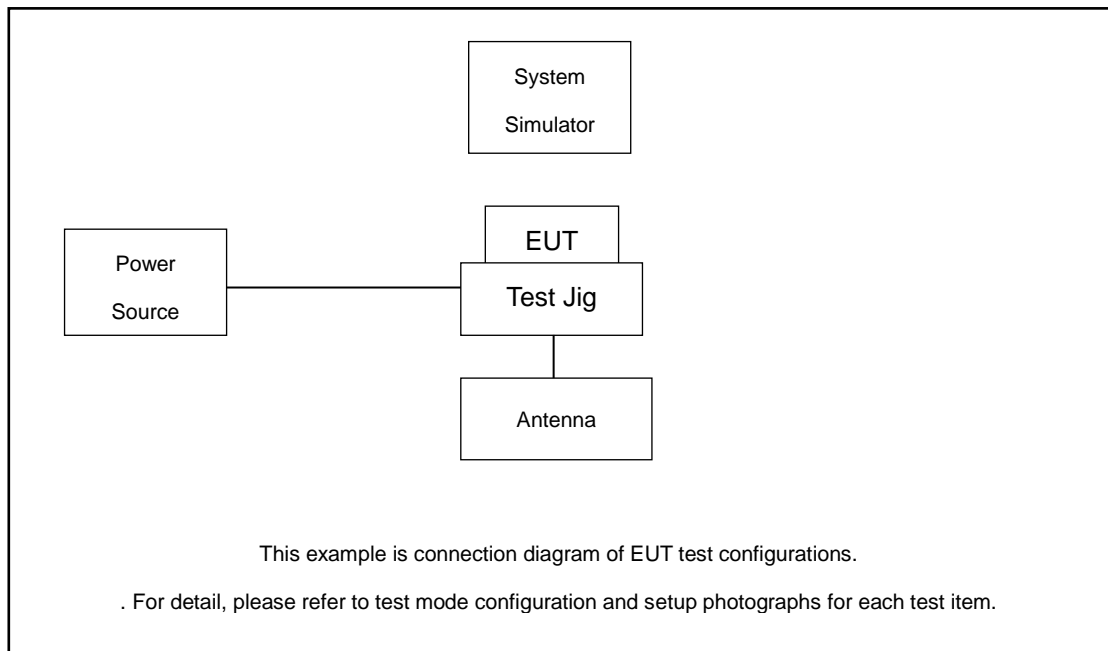 System
Simulator
EUT
Power
Source
Test Jig
Antenna
This example is connection diagram of EUT test configurations.
. For detail, please refer to test mode configuration and setup photographs for each test item.